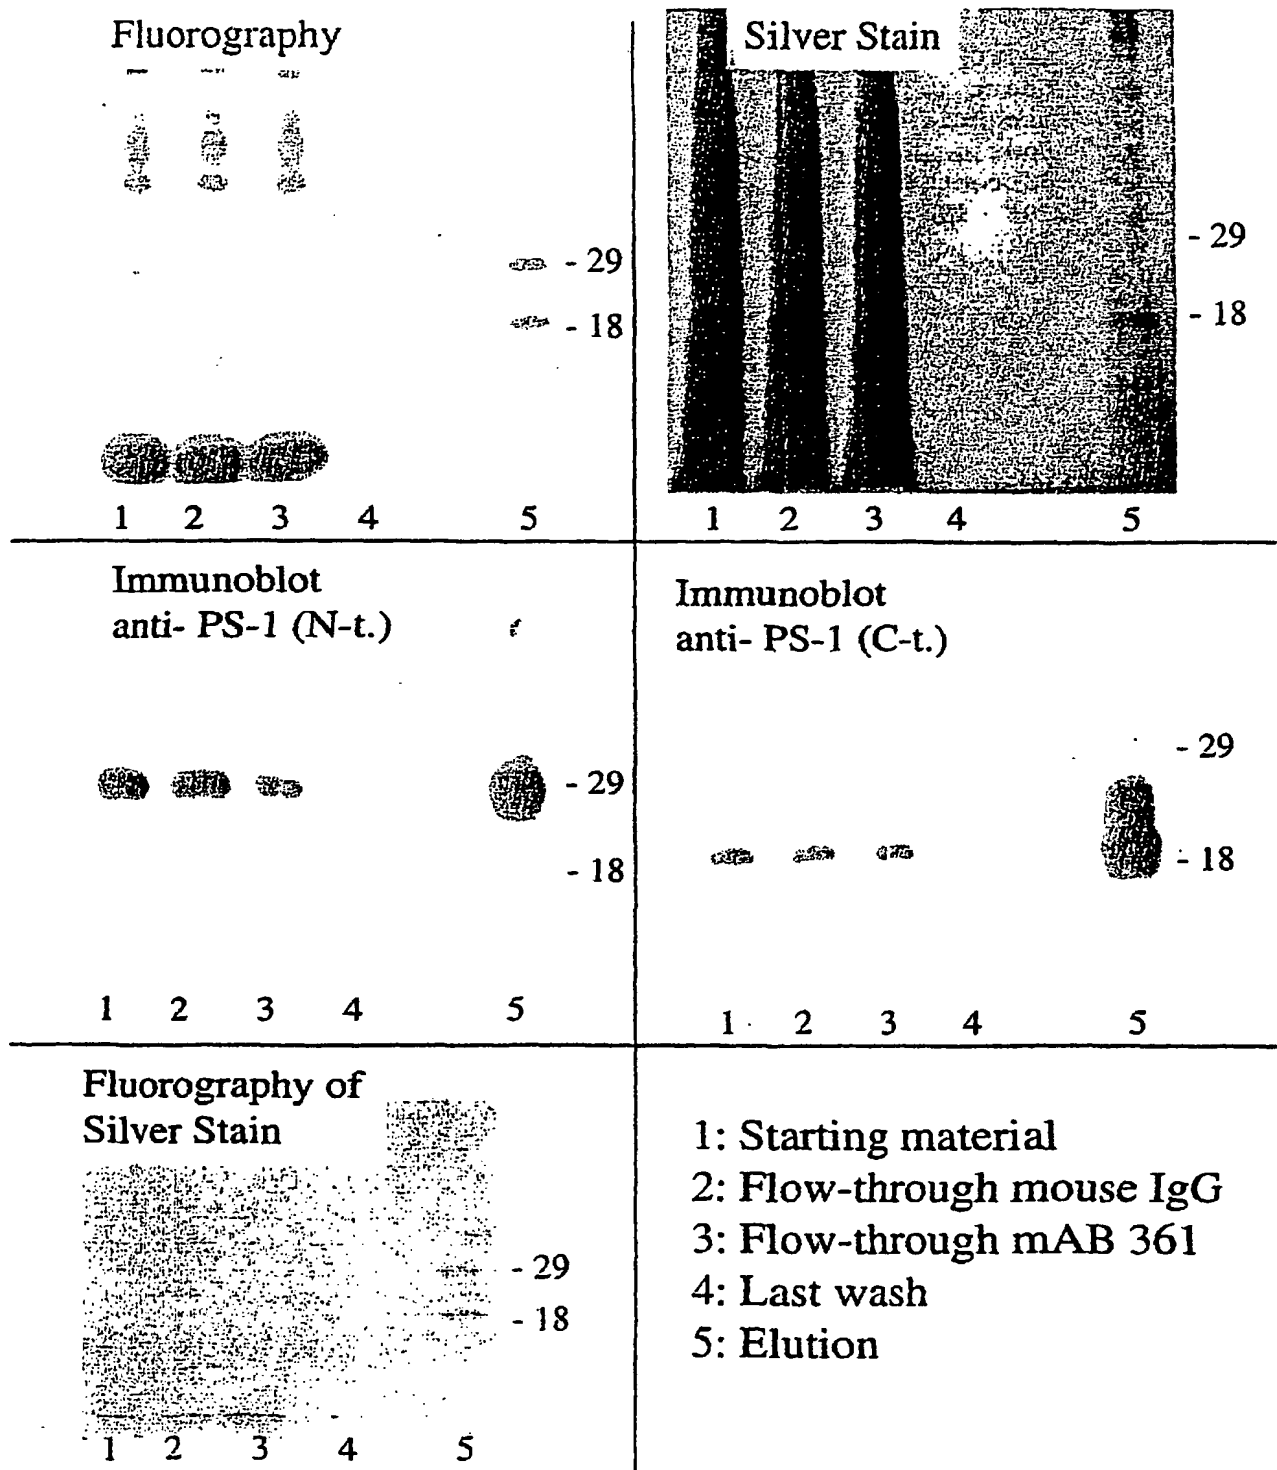 Fluorography
- 29
- 18
1 2 3 4 5
Silver Stain
- 29
- 18
1 2 3 4 5
Immunoblot
anti- PS-1 (N-t.)
- 29
- 18
1 2 3 4 5
Immunoblot
anti- PS-1 (C-t.)
- 29
- 18
1 2 3 4 5
Fluorography of
Silver Stain
- 29
- 18
1 2 3 4 5
1: Starting material
2: Flow-through mouse IgG
3: Flow-through mAB 361
4: Last wash
5: Elution